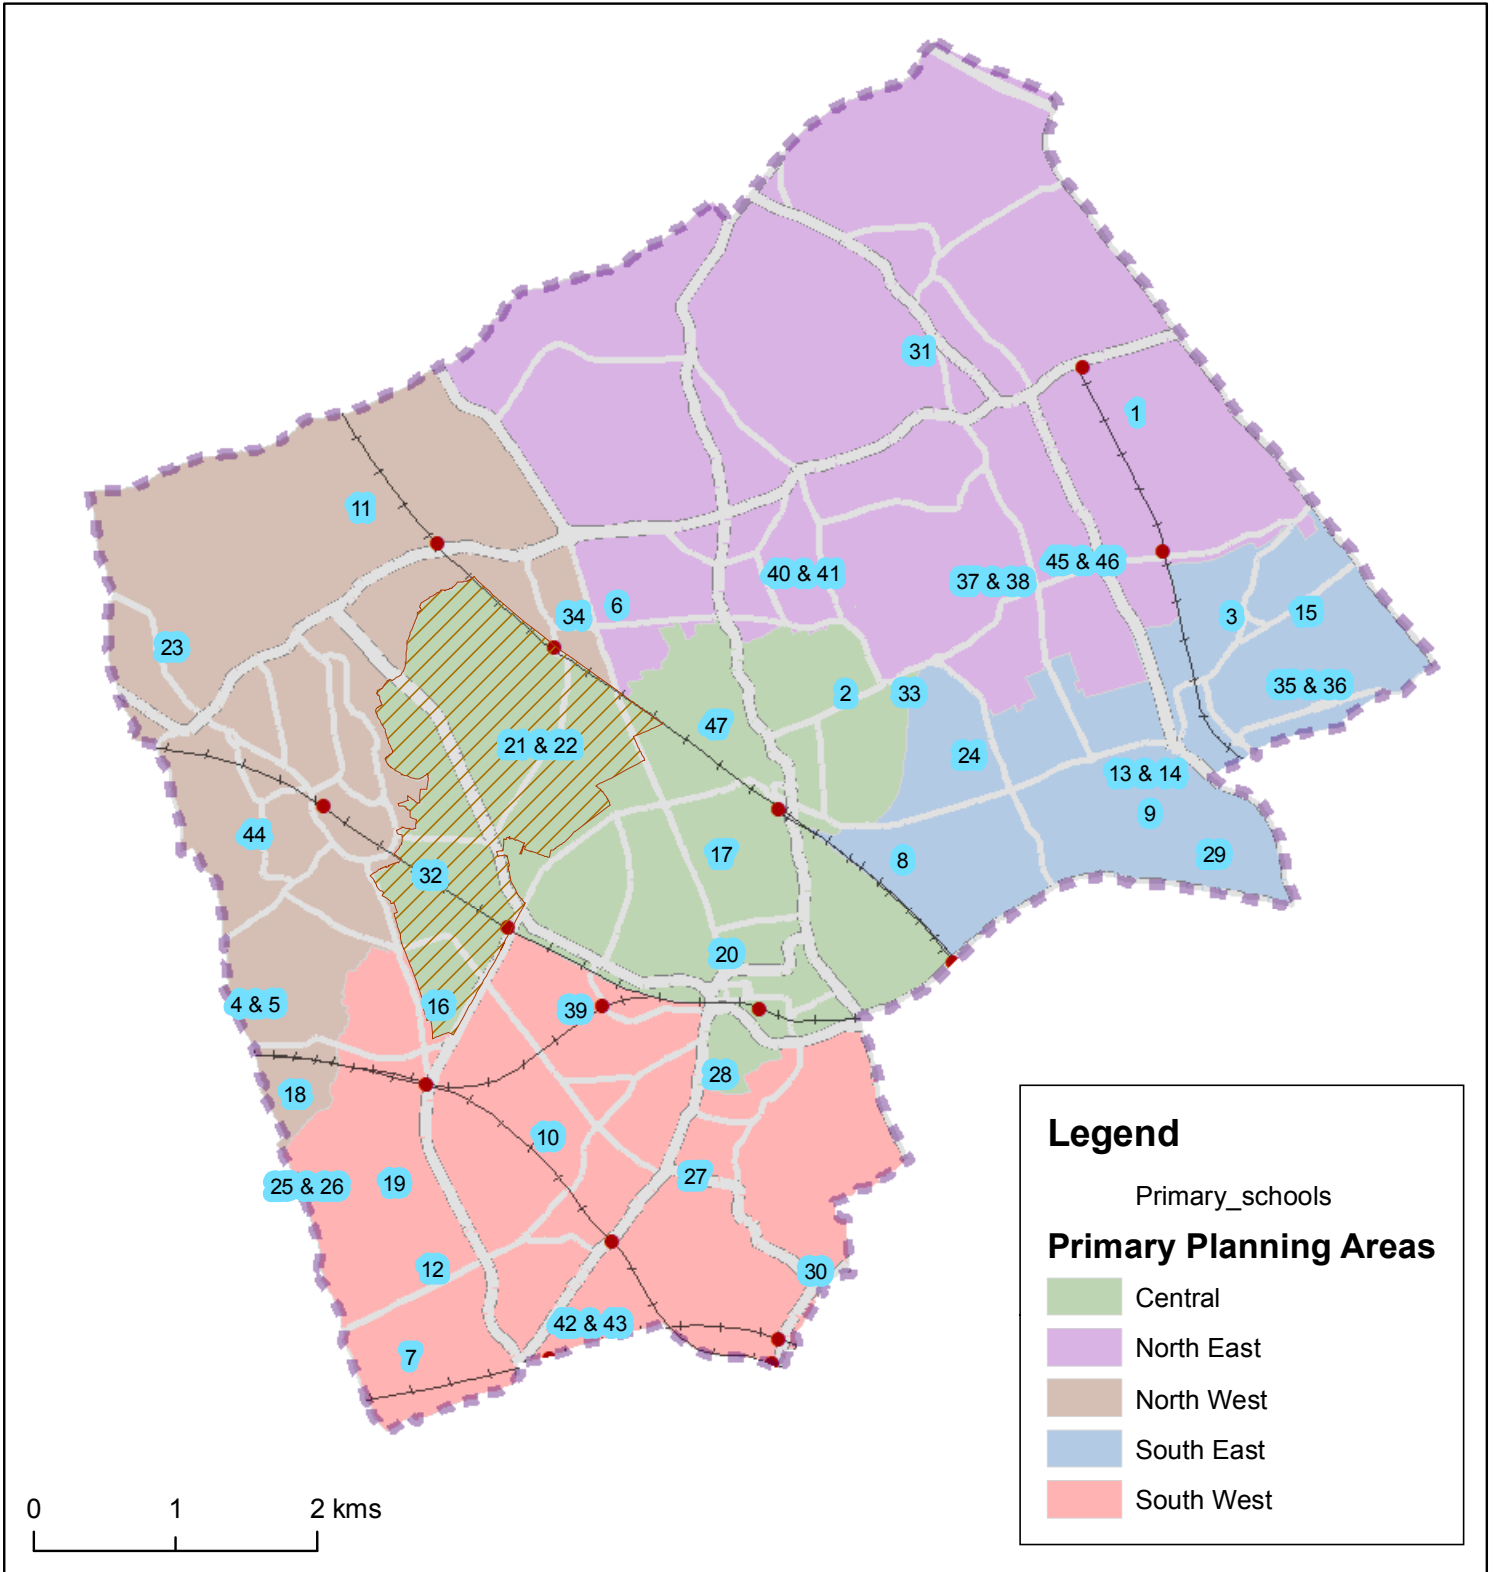 31
1
11
40 & 41
45 & 46
37 & 38
6
34
3
15
23
35 & 36
2
33
47
21 & 22
24
13 & 14
9
44
17
8
29
32
20
4 & 5
16
39
28
18
10
27
25 & 26
19
12
30
42 & 43
7
Legend
Primary_schools
Primary Planning Areas
Central
North East
North West
South East
South West
0 1 2 kms